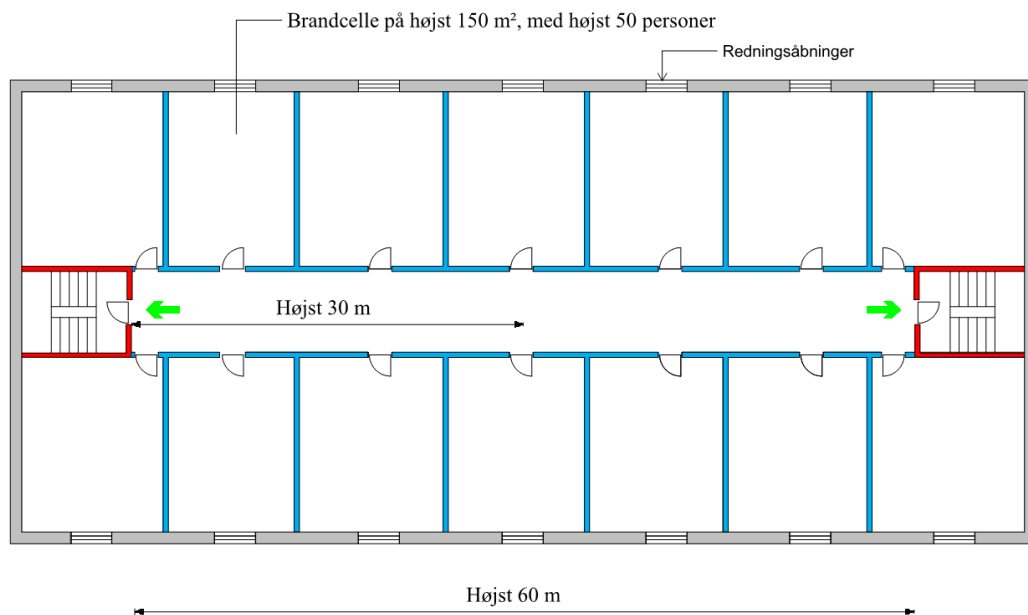 Brandcelle på højst 150 m², med højst 50 personer
Redningsåbninger
Højst 30 m
Højst 60 m